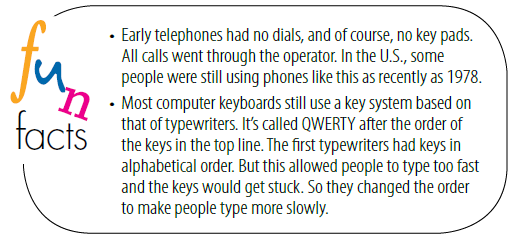 fun
facts
• Early telephones had no dials, and of course, no key pads.
All calls went through the operator. In the U.S., some
people were still using phones like this as recently as 1978.
• Most computer keyboards still use a key system based on
that of typewriters. It's called QWERTY after the order of
the keys in the top line. The first typewriters had keys in
alphabetical order. But this allowed people to type too fast
and the keys would get stuck. So they changed the order
to make people type more slowly.